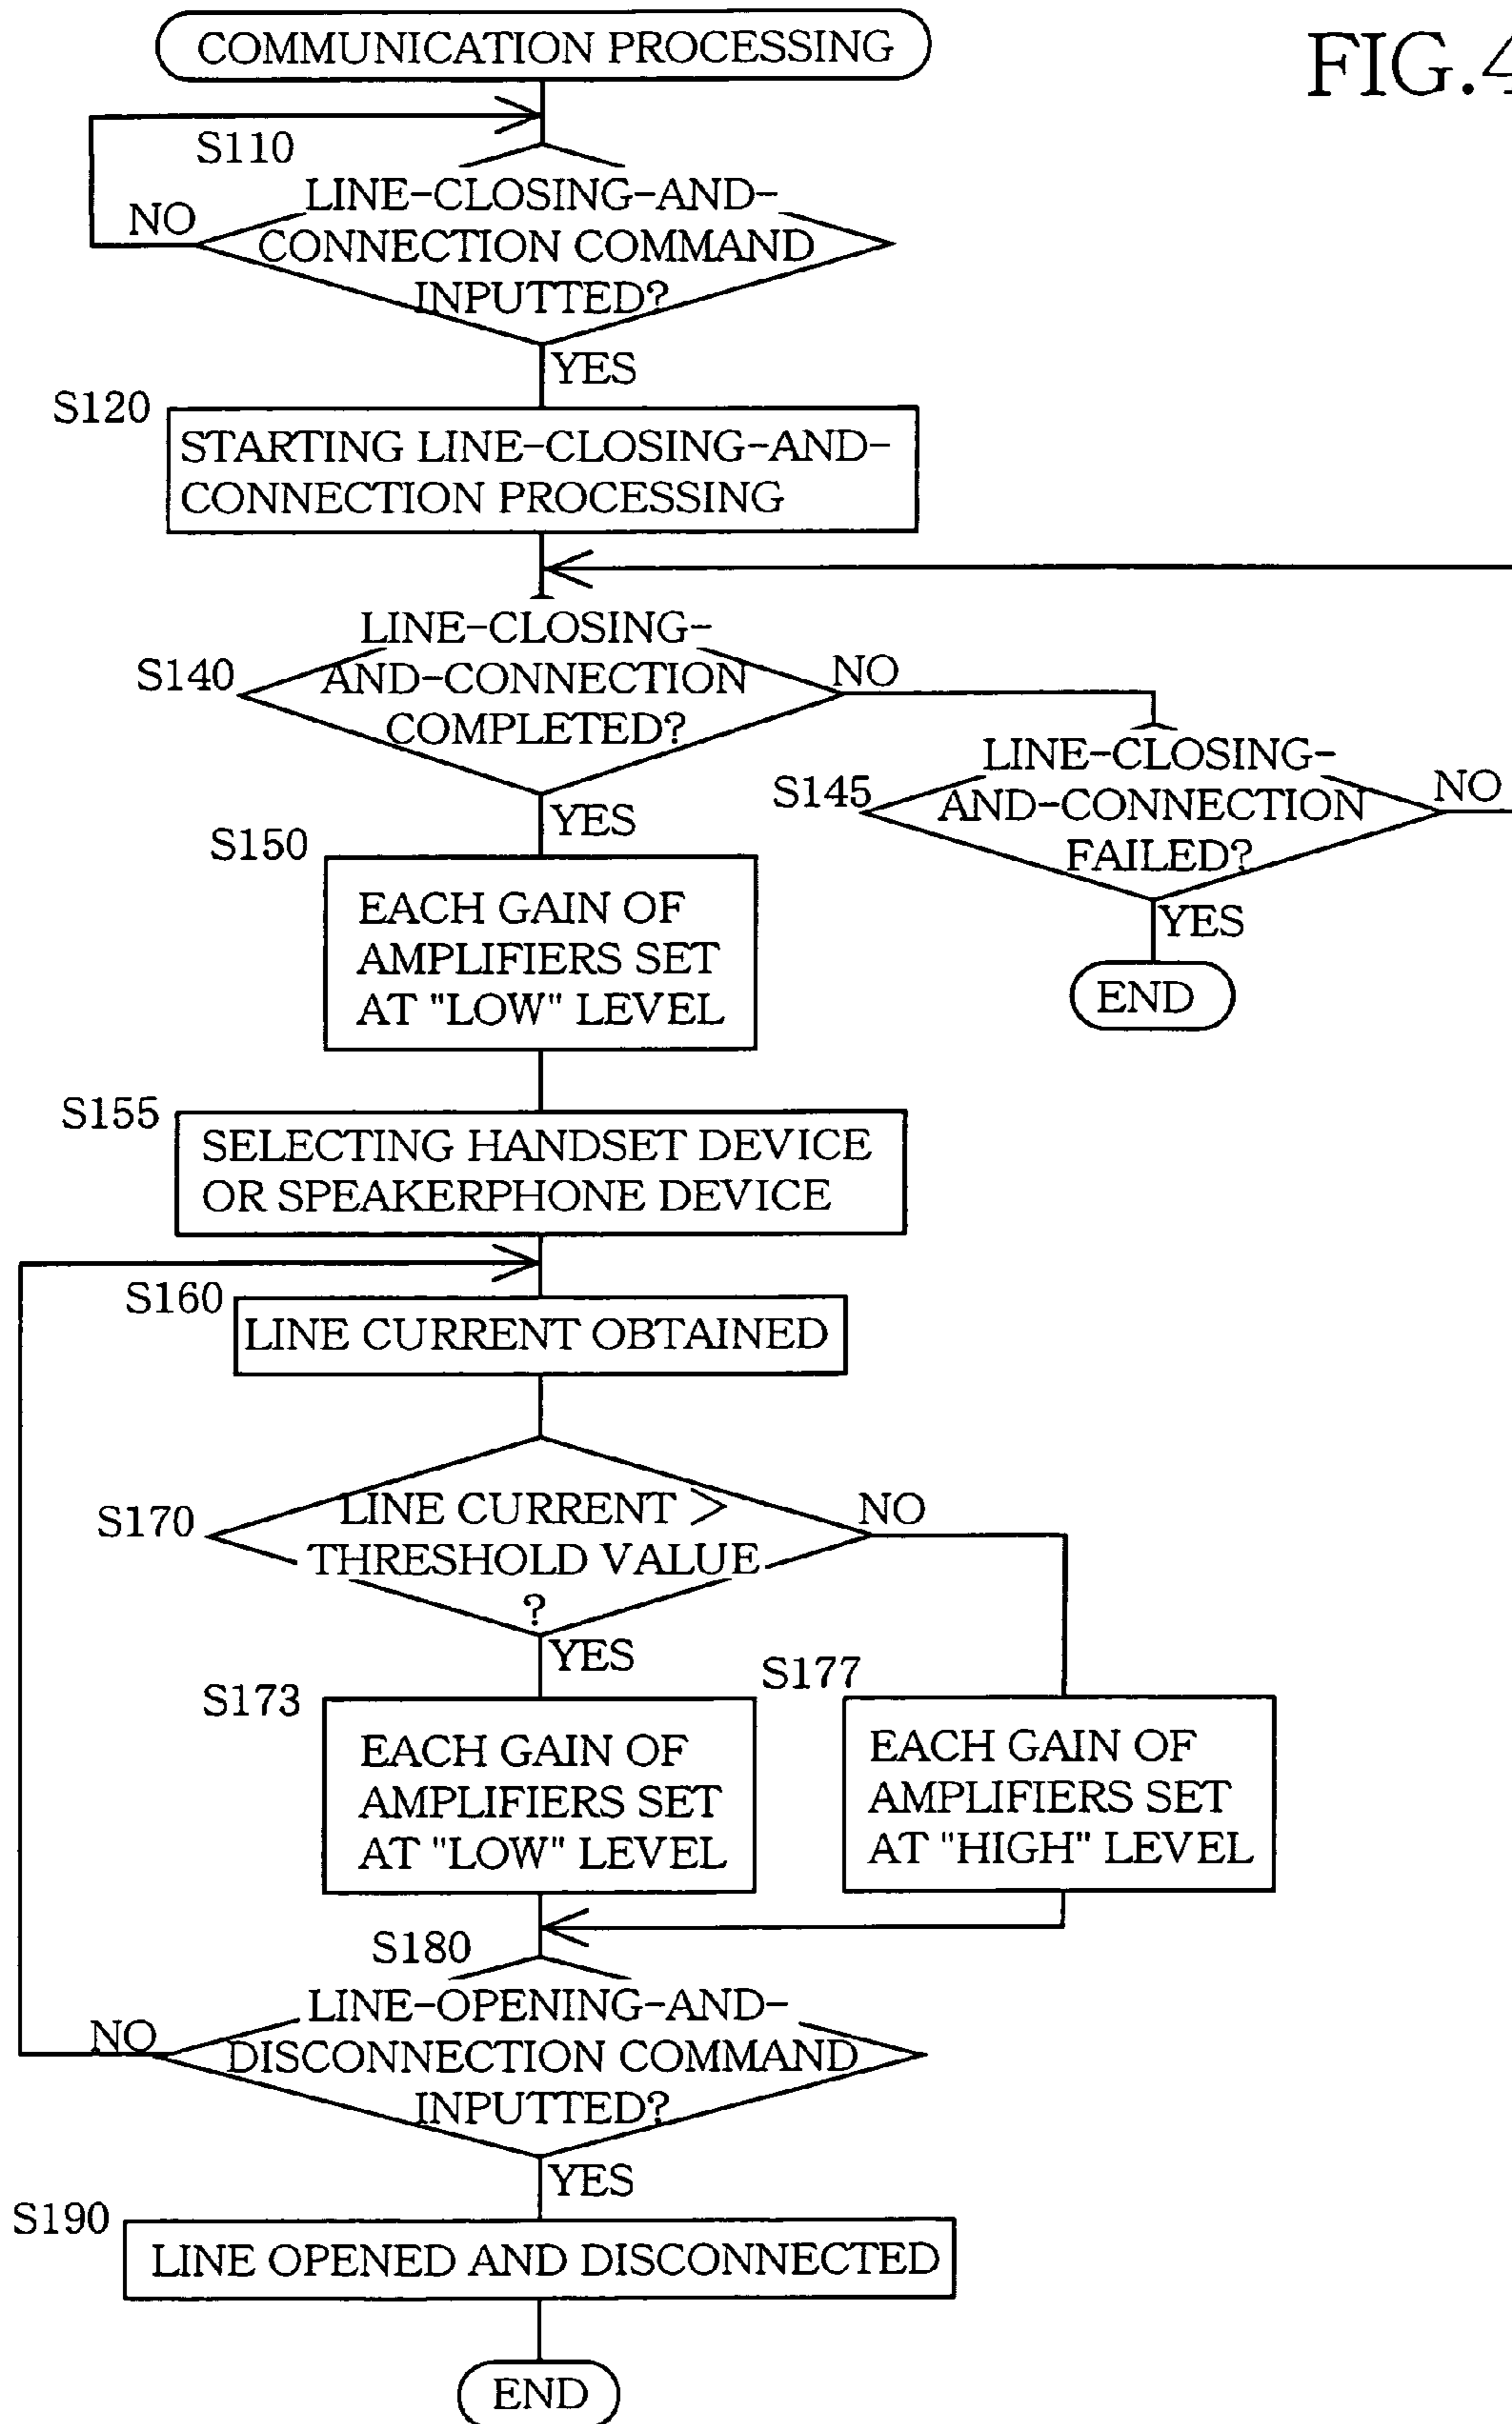 COMMUNICATION PROCESSING
FIG.4
S110
LINE-CLOSING-AND-
NO
CONNECTION COMMAND
INPUTTED?
YES
S120
STARTING LINE-CLOSING-AND-
CONNECTION PROCESSING
LINE-CLOSING-
S140
AND-CONNECTION
NO
COMPLETED?
LINE-CLOSING-
S145
AND-CONNECTION
NO
FAILED?
YES
YES
END
S150
EACH GAIN OF
AMPLIFIERS SET
AT "LOW" LEVEL
S155
SELECTING HANDSET DEVICE
OR SPEAKERPHONE DEVICE
S160
LINE CURRENT OBTAINED
S170
LINE CURRENT >
NO
THRESHOLD VALUE
?
YES
S173
EACH GAIN OF
AMPLIFIERS SET
AT "LOW" LEVEL
S177
EACH GAIN OF
AMPLIFIERS SET
AT "HIGH" LEVEL
S180
LINE-OPENING-AND-
NO
DISCONNECTION COMMAND
INPUTTED?
YES
S190
LINE OPENED AND DISCONNECTED
END